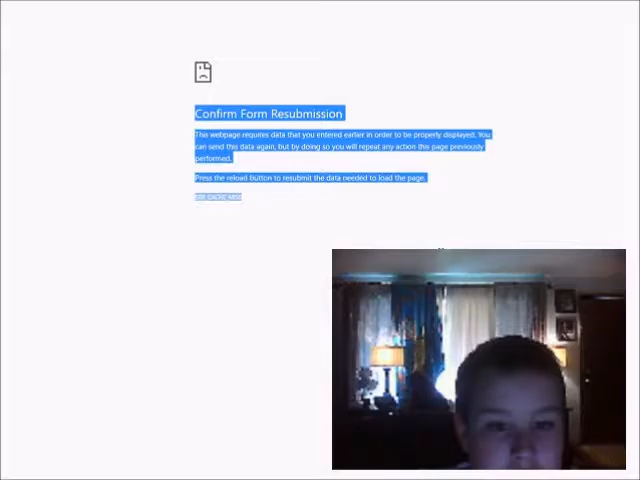 Confirm Form Resubmission
This webpage requires data that you entered earlier in order to be properly displayed. You
can send this data again, but by doing so you will repeat any action this page previously
performed.
Press the reload button to resubmit the data needed to load the page.
ERR_CACHE_MISS